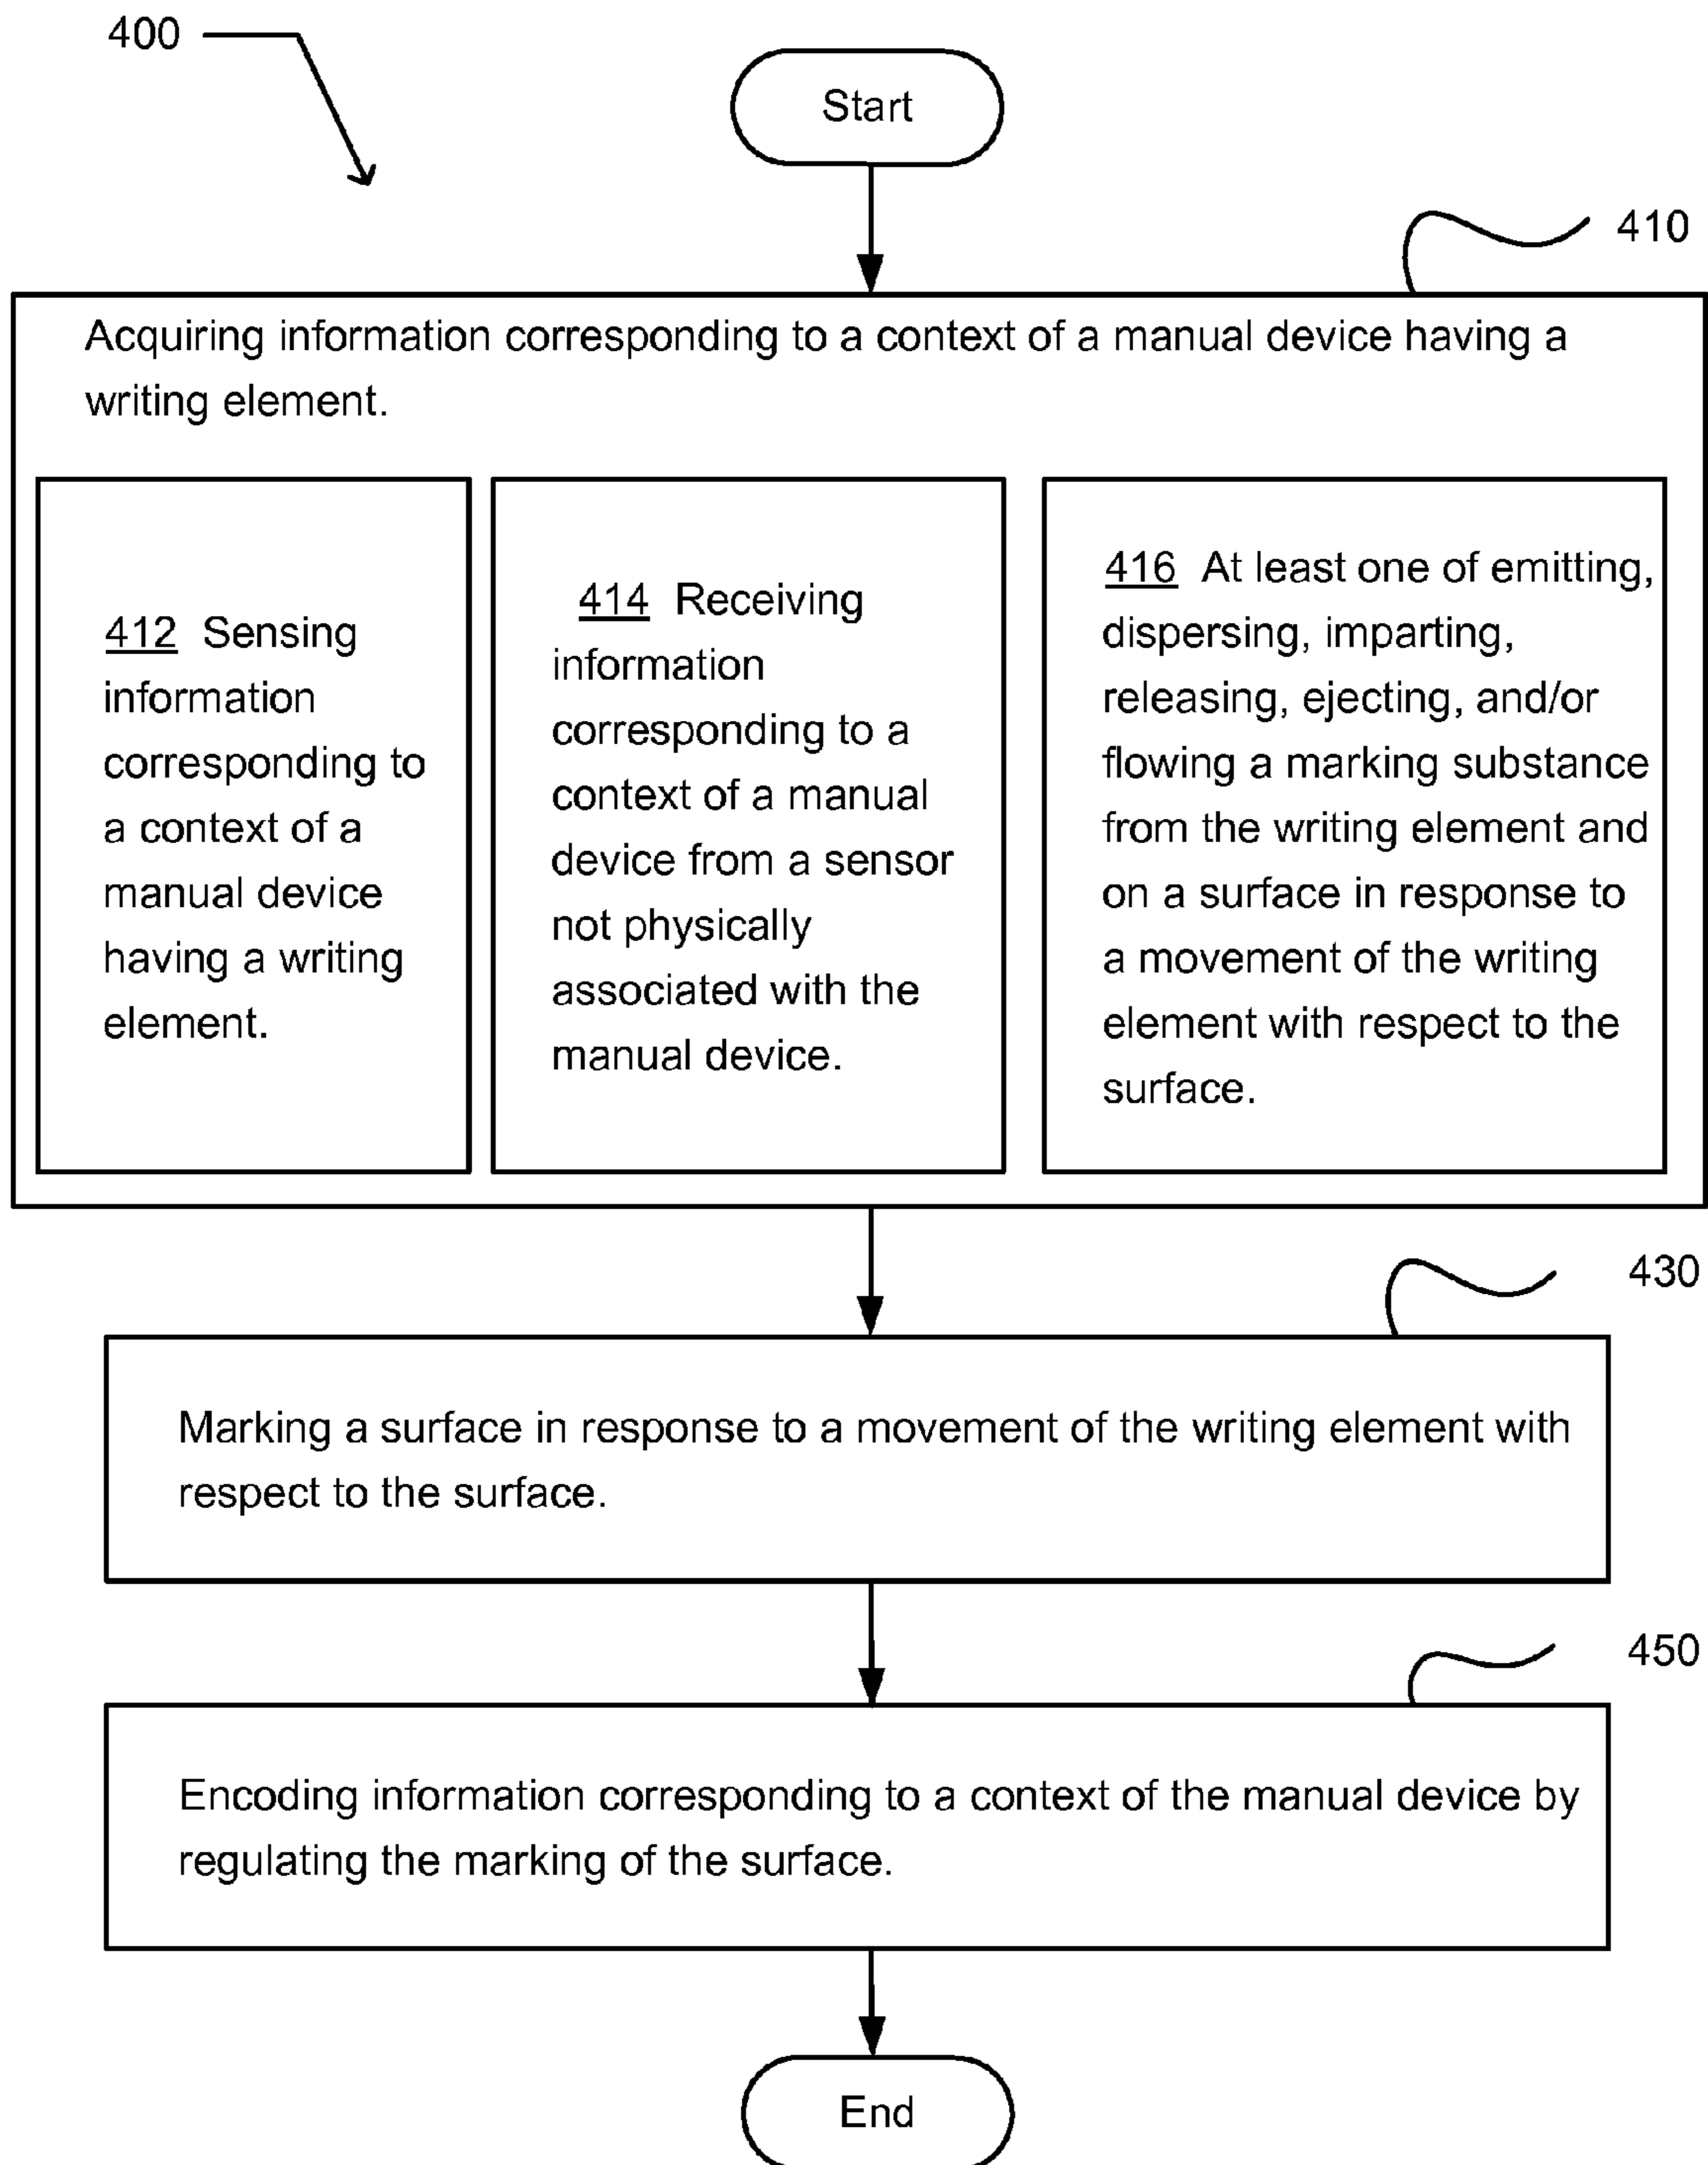 400
Start
410
Acquiring information corresponding to a context of a manual device having a
writing element.
412 Sensing
information
corresponding to
a context of a
manual device
having a writing
element.
414 Receiving
information
corresponding to a
context of a manual
device from a sensor
not physically
associated with the
manual device.
416 At least one of emitting,
dispersing, imparting,
releasing, ejecting, and/or
flowing a marking substance
from the writing element and
on a surface in response to
a movement of the writing
element with respect to the
surface.
430
Marking a surface in response to a movement of the writing element with
respect to the surface.
450
Encoding information corresponding to a context of the manual device by
regulating the marking of the surface.
End